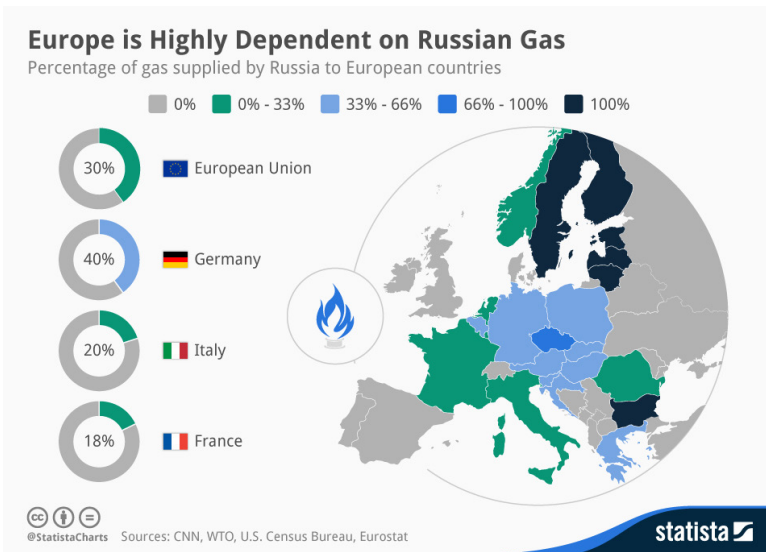 Europe is Highly Dependent on Russian Gas
Percentage of gas supplied by Russia to European countries
0% 0% - 33% 33% - 66% 66% - 100% 100%
30% European Union
40% Germany
20% Italy
18% France
cc
@StatistaCharts Sources: CNN, WTO, U.S. Census Bureau, Eurostat
statista